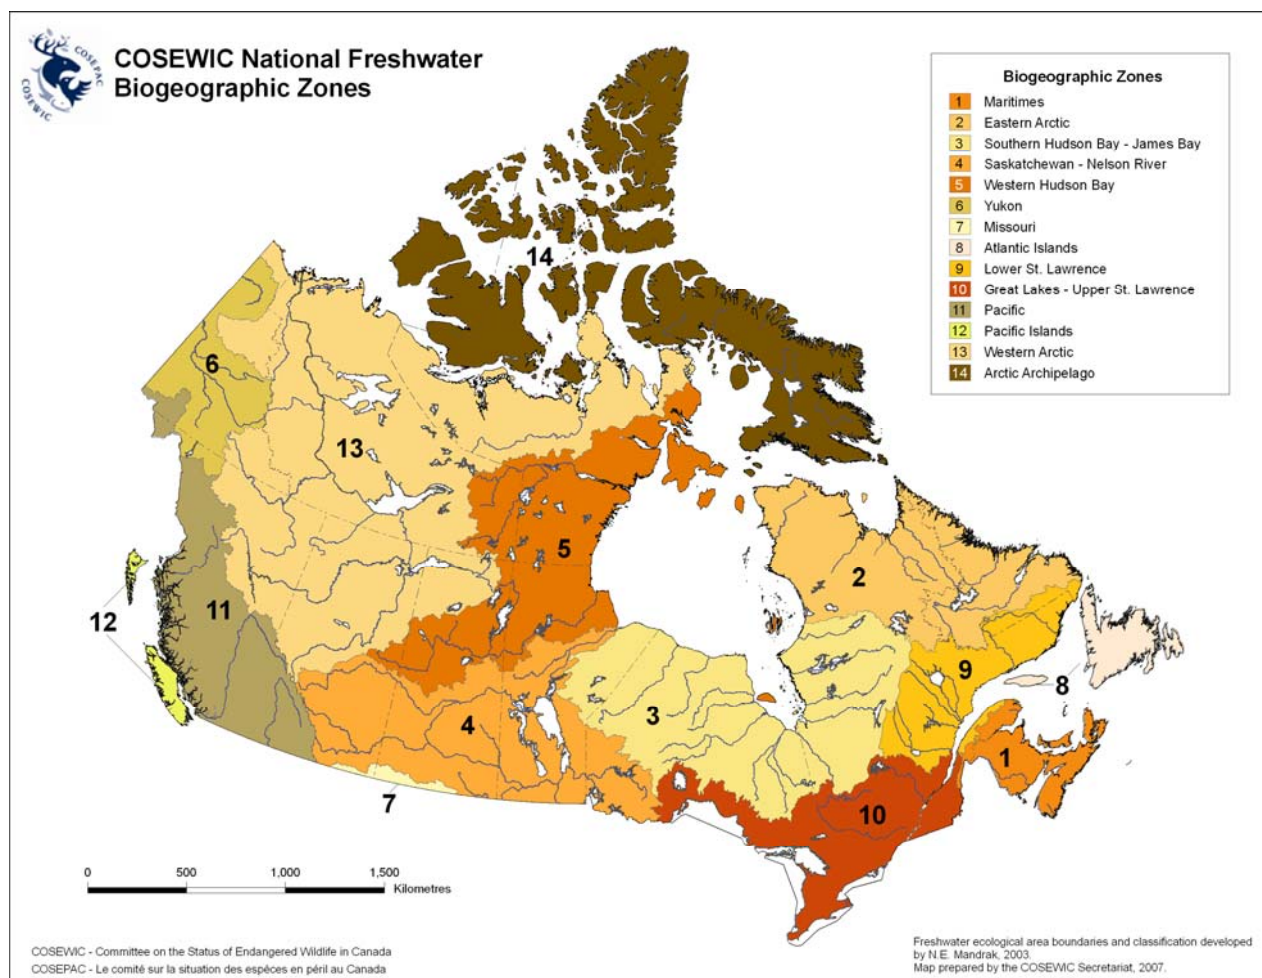 COSEWIC COSEPAC
COSEWIC National Freshwater
Biogeographic Zones
Biogeographic Zones
1 Maritimes
2 Eastern Arctic
3 Southern Hudson Bay - James Bay
4 Saskatchewan - Nelson River
5 Western Hudson Bay
6 Yukon
7 Missouri
8 Atlantic Islands
9 Lower St. Lawrence
10 Great Lakes - Upper St. Lawrence
11 Pacific
12 Pacific Islands
13 Western Arctic
14 Arctic Archipelago
14
6
13
5
2
11
12
9
8
3
4
1
7
10
0 500 1,000 1,500
Kilometres
COSEWIC - Committee on the Status of Endangered Wildlife in Canada
COSEPAC - Le comité sur la situation des espèces en péril au Canada
Freshwater ecological area boundaries and classification developed
by N.E. Mandrak, 2003.
Map prepared by the COSEWIC Secretariat, 2007.